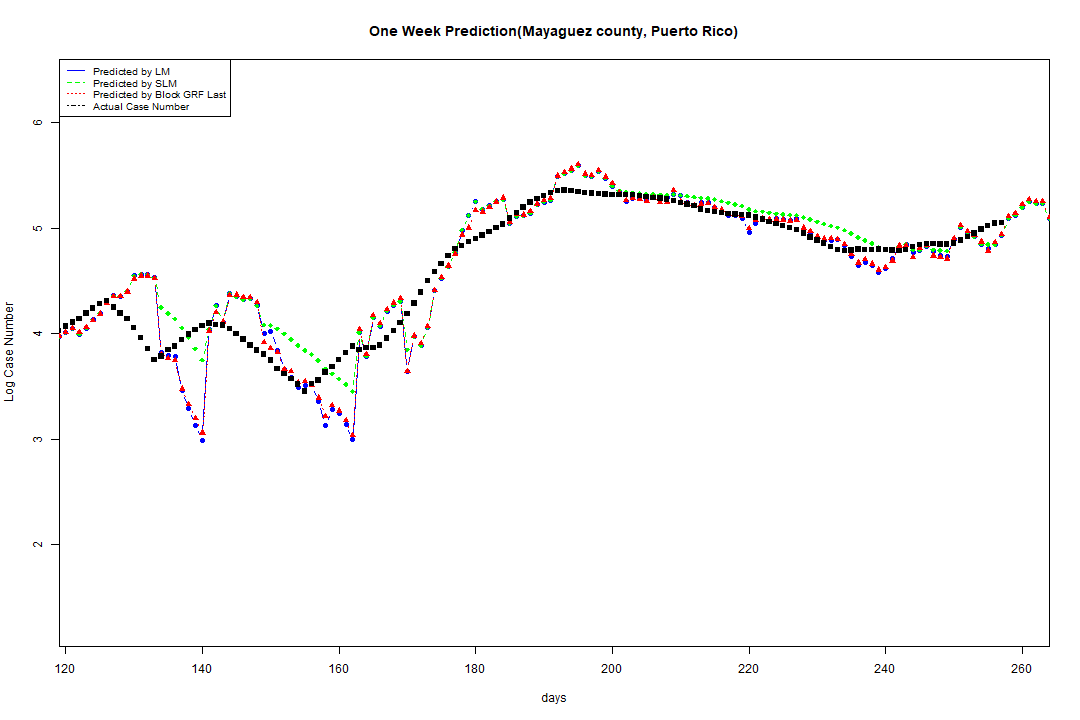 One Week Prediction(Mayaguez county, Puerto Rico)
Predicted by LM
Predicted by SLM
Predicted by Block GRF Last
Actual Case Number
6
5
4
3
2
Log Case Number
120 140 160 180 200 220 240 260
days